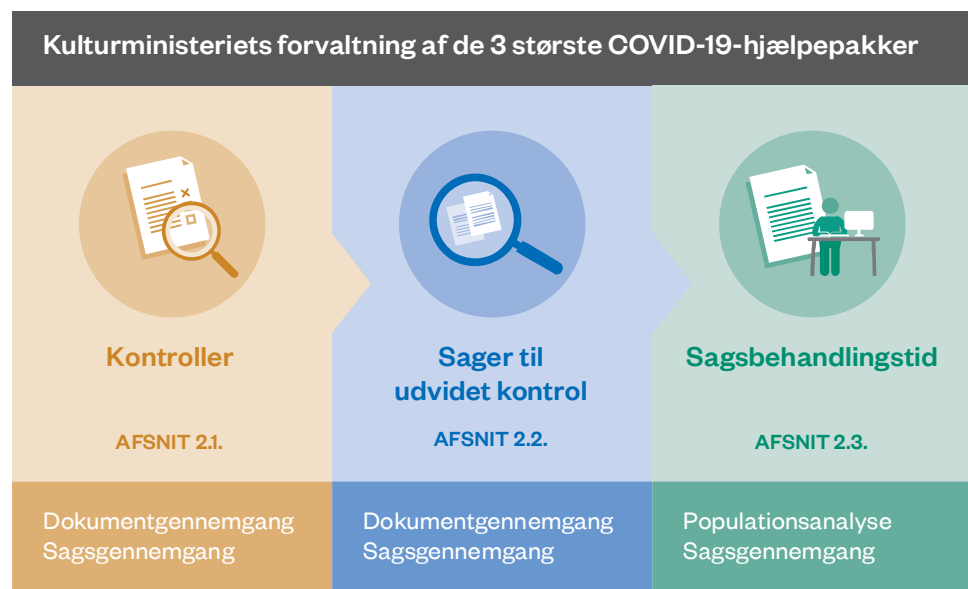 Kulturministeriets forvaltning af de 3 største COVID-19-hjælpepakker
Kontroller
AFSNIT 2.1.
Dokumentgennemgang
Sagsgennemgang
Sager til
udvidet kontrol
AFSNIT 2.2.
Dokumentgennemgang
Sagsgennemgang
Sagsbehandlingstid
AFSNIT 2.3.
Populationsanalyse
Sagsgennemgang